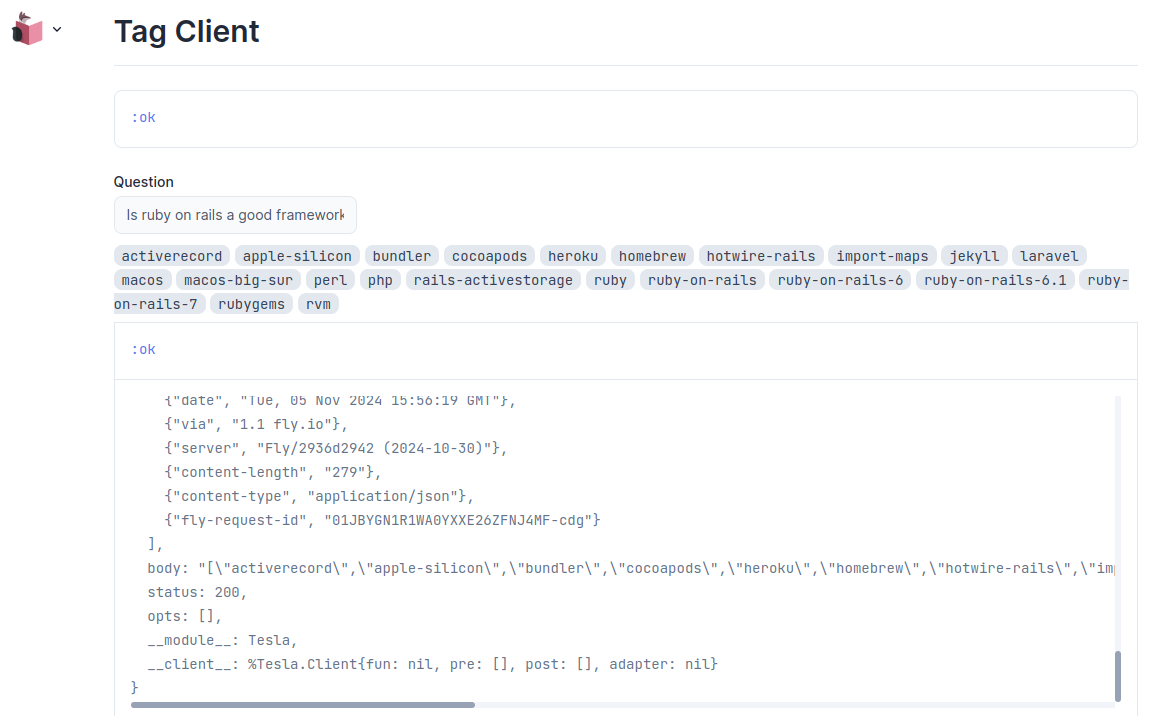 Tag Client
:ok
Question
Is ruby on rails a good framework
activerecord apple-silicon bundler cocoapods heroku homebrew hotwire-rails import-maps jekyll laravel
macos macos-big-sur perl php rails-activestorage ruby ruby-on-rails ruby-on-rails-6 ruby-on-rails-6.1 ruby-
on-rails-7 rubygems rvm
:ok
{"date", "Tue, 05 Nov 2024 15:56:19 GMT"},
{"via", "1.1 fly.io"},
{"server", "Fly/2936d2942 (2024-10-30)"},
{"content-length", "279"},
{"content-type", "application/json"},
{"fly-request-id", "01JBYGN1R1WA0YXXE26ZFNJ4MF-cdg"}
],
body: "[\"activerecord\",\"apple-silicon\",\"bundler\",\"cocoapods\",\"heroku\",\"homebrew\",\"hotwire-rails\",\"im
status: 200,
opts: [],
__module__: Tesla,
__client__: %Tesla.Client{fun: nil, pre: [], post: [], adapter: nil}
}